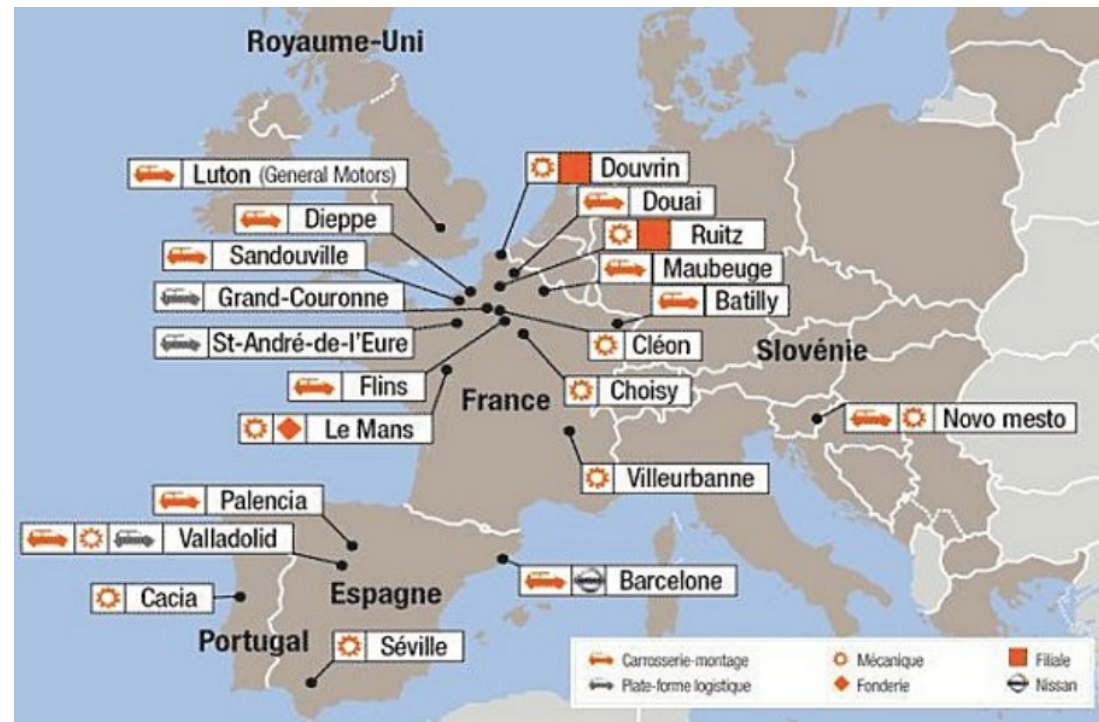 Royaume-Uni
Luton (General Motors)
Douvrin
Douai
Dieppe
Ruitz
Sandouville
Maubeuge
Grand-Couronne
Batilly
St-André-de-l'Eure
Cléon
Slovénie
Flins
France
Choisy
Novo mesto
Le Mans
Villeurbanne
Palencia
Valladolid
Barcelone
Espagne
Cacia
Portugal
Séville
Carrosserie-montage
Mécanique
Filiale
Plate-forme logistique
Fonderie
Nissan